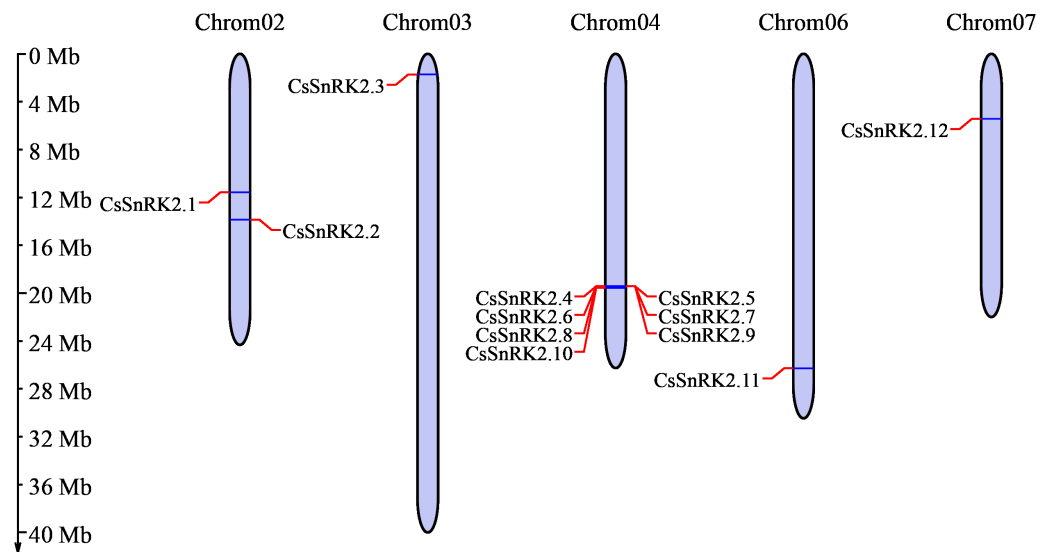 Chrom02 Chrom03 Chrom04 Chrom06 Chrom07
0 Mb
CsSnRK2.3
4 Mb
CsSnRK2.12
8 Mb
12 Mb
CsSnRK2.1
CsSnRK2.2
16 Mb
20 Mb
CsSnRK2.4 CsSnRK2.5
CsSnRK2.6 CsSnRK2.7
CsSnRK2.8 CsSnRK2.9
24 Mb
CsSnRK2.10
CsSnRK2.11
28 Mb
32 Mb
36 Mb
40 Mb